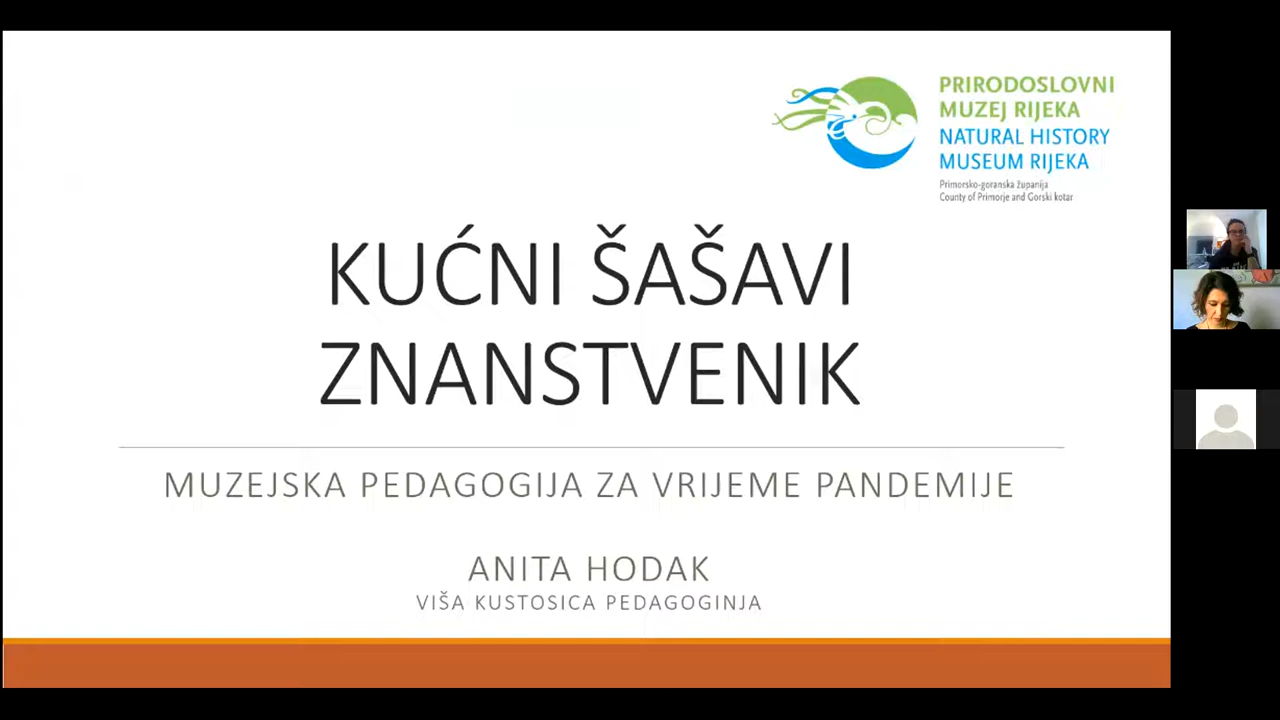 PRIRODOSLOVNI
MUZEJ RIJEKA
NATURAL HISTORY
MUSEUM RIJEKA
Primorsko-goranska županija
County of Primorje and Gorski kotar
KUĆNI ŠAŠAVI
ZNANSTVENIK
MUZEJSKA PEDAGOGIJA ZA VRIJEME PANDEMIJE
ANITA HODAK
VIŠA KUSTOSICA PEDAGOGINJA